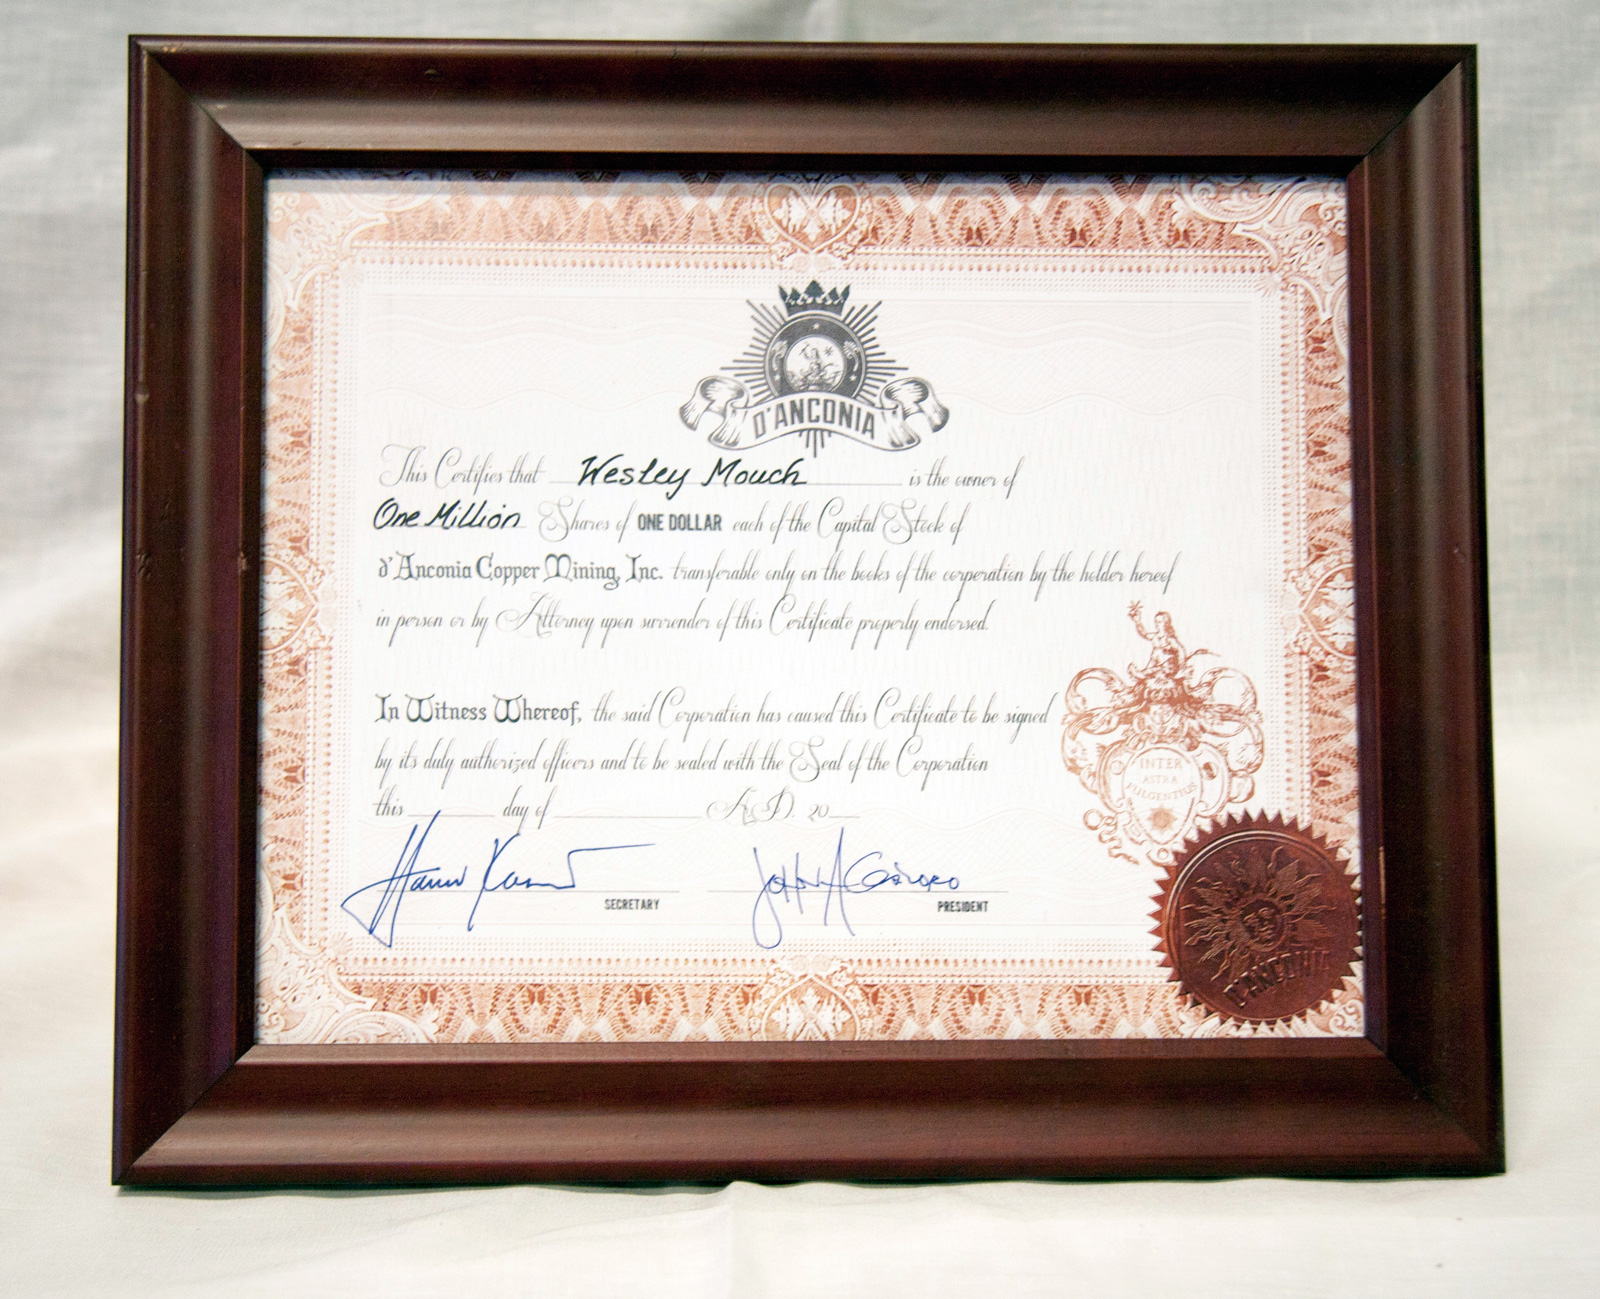 D'ANCONIA
This Certifies that Wesley Mouch is the owner of
One Million Shares of ONE DOLLAR each of the Capital Stock of
d'Anconia Copper Mining, Inc. transferable only on the books of the corporation by the holder hereof
in person or by Attorney upon surrender of this Certificate properly endorsed.
In Witness Whereof, the said Corporation has caused this Certificate to be signed
by its duly authorized officers and to be sealed with the Seal of the Corporation
this day of A.D. 20
INTER
ASTRA
FULGENTIUS
SECRETARY
PRESIDENT
D'ANCONIA